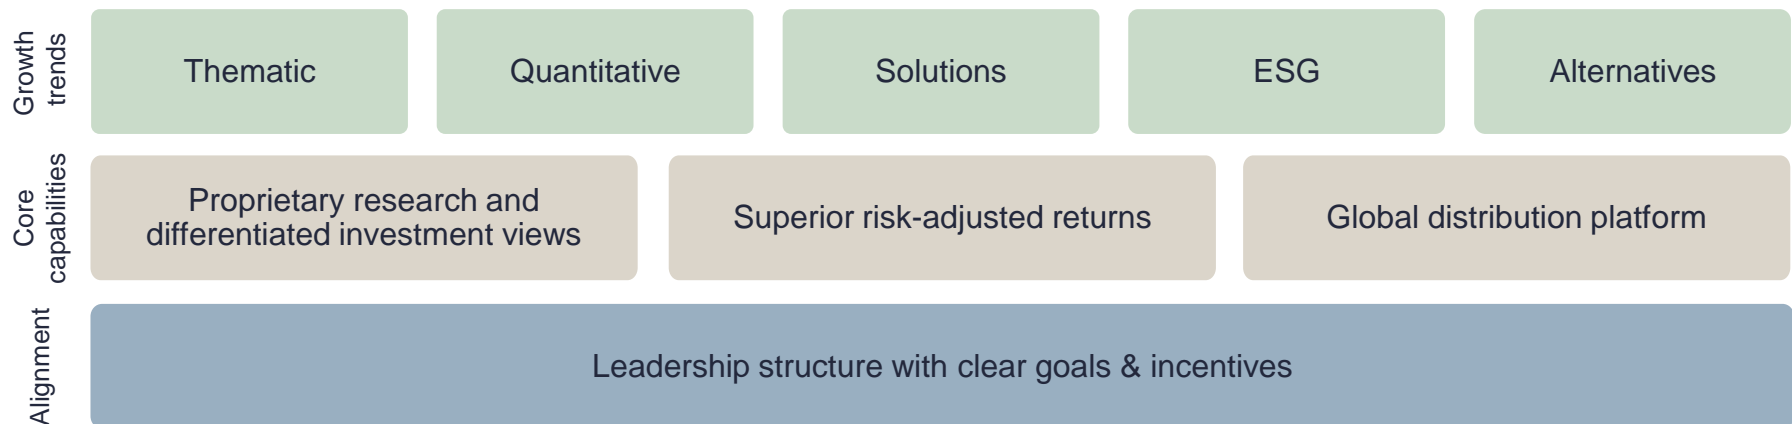 Growth
trends
Thematic
Quantitative
Solutions
ESG
Alternatives
Core
capabilities
Proprietary research and
differentiated investment views
Superior risk-adjusted returns
Global distribution platform
Alignment
Leadership structure with clear goals & incentives